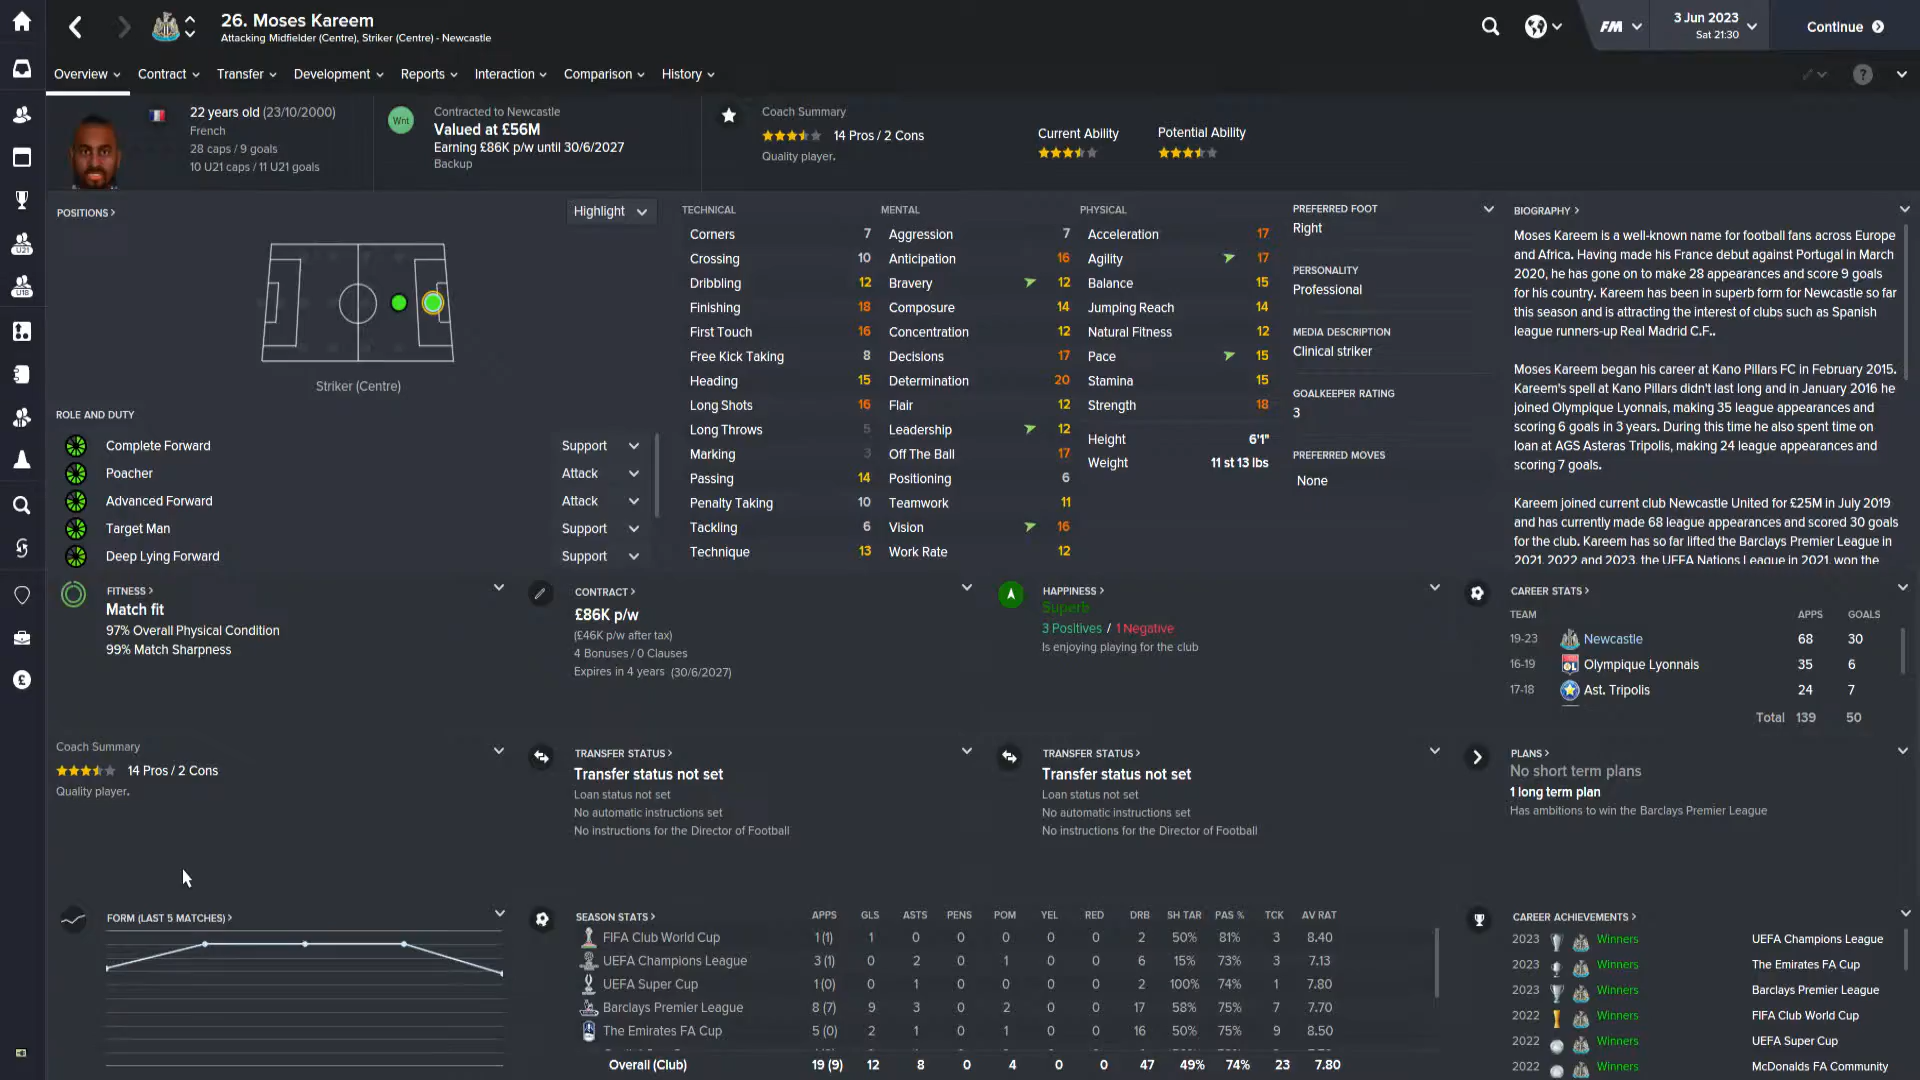 26. Moses Kareem
Attacking Midfielder (Centre), Striker (Centre) - Newcastle
FM
3 Jun 2023
Sat 21:30
Continue
Overview
Contract
Transfer
Development
Reports
Interaction
Comparison
History
?
22 years old (23/10/2000)
French
28 caps / 9 goals
10 U21 caps / 11 U21 goals
Wnt
Contracted to Newcastle
Valued at £56M
Earning £86K p/w until 30/6/2027
Backup
Coach Summary
14 Pros / 2 Cons
Quality player.
Current Ability
Potential Ability
POSITIONS >
Highlight
Striker (Centre)
ROLE AND DUTY
Complete Forward Support
Poacher Attack
Advanced Forward Attack
Target Man Support
Deep Lying Forward Support
TECHNICAL
Corners 7
Crossing 10
Dribbling 12
Finishing 18
First Touch 16
Free Kick Taking 8
Heading 15
Long Shots 16
Long Throws 5
Marking 3
Passing 14
Penalty Taking 10
Tackling 6
Technique 13
MENTAL
Aggression 7
Anticipation 16
Bravery 12
Composure 14
Concentration 12
Decisions 17
Determination 20
Flair 12
Leadership 12
Off The Ball 17
Positioning 6
Teamwork 11
Vision 16
Work Rate 12
PHYSICAL
Acceleration 17
Agility 17
Balance 15
Jumping Reach 14
Natural Fitness 12
Pace 15
Stamina 15
Strength 18
Height 6'1"
Weight 11 st 13 lbs
PREFERRED FOOT
Right
PERSONALITY
Professional
MEDIA DESCRIPTION
Clinical striker
GOALKEEPER RATING
3
PREFERRED MOVES
None
BIOGRAPHY >
Moses Kareem is a well-known name for football fans across Europe
and Africa. Having made his France debut against Portugal in March
2020, he has gone on to make 28 appearances and score 9 goals
for his country. Kareem has been in superb form for Newcastle so far
this season and is attracting the interest of clubs such as Spanish
league runners-up Real Madrid C.F..
Moses Kareem began his career at Kano Pillars FC in February 2015.
Kareem's spell at Kano Pillars didn't last long and in January 2016 he
joined Olympique Lyonnais, making 35 league appearances and
scoring 6 goals in 3 years. During this time he also spent time on
loan at AGS Asteras Tripolis, making 24 league appearances and
scoring 7 goals.
Kareem joined current club Newcastle United for £25M in July 2019
and has currently made 68 league appearances and scored 30 goals
for the club. Kareem has so far lifted the Barclays Premier League in
2021, 2022 and 2023, the UEFA Nations League in 2021, won the
FITNESS >
Match fit
97% Overall Physical Condition
99% Match Sharpness
CONTRACT >
£86K p/w
(£46K p/w after tax)
4 Bonuses / 0 Clauses
Expires in 4 years (30/6/2027)
HAPPINESS >
Superb
3 Positives / 1 Negative
Is enjoying playing for the club
CAREER STATS >
TEAM APPS GOALS
19-23 Newcastle 68 30
16-19 Olympique Lyonnais 35 6
17-18 Ast. Tripolis 24 7
Total 139 50
Coach Summary
14 Pros / 2 Cons
Quality player.
TRANSFER STATUS >
Transfer status not set
Loan status not set
No automatic instructions set
No instructions for the Director of Football
TRANSFER STATUS >
Transfer status not set
Loan status not set
No automatic instructions set
No instructions for the Director of Football
PLANS >
No short term plans
1 long term plan
Has ambitions to win the Barclays Premier League
FORM (LAST 5 MATCHES) >
SEASON STATS > APPS GLS ASTS PENS POM YEL RED DRB SH TAR PAS % TCK AV RAT
FIFA Club World Cup 1 (1) 1 0 0 0 0 0 2 50% 81% 3 8.40
UEFA Champions League 3 (1) 0 2 0 1 0 0 6 15% 73% 3 7.13
UEFA Super Cup 1 (0) 0 1 0 0 0 0 2 100% 74% 1 7.80
Barclays Premier League 8 (7) 9 3 0 2 0 0 17 58% 75% 7 7.70
The Emirates FA Cup 5 (0) 2 1 0 1 0 0 16 50% 75% 9 8.50
Overall (Club) 19 (9) 12 8 0 4 0 0 47 49% 74% 23 7.80
CAREER ACHIEVEMENTS >
2023 Winners UEFA Champions League
2023 Winners The Emirates FA Cup
2023 Winners Barclays Premier League
2022 Winners FIFA Club World Cup
2022 Winners UEFA Super Cup
2022 Winners McDonalds FA Community